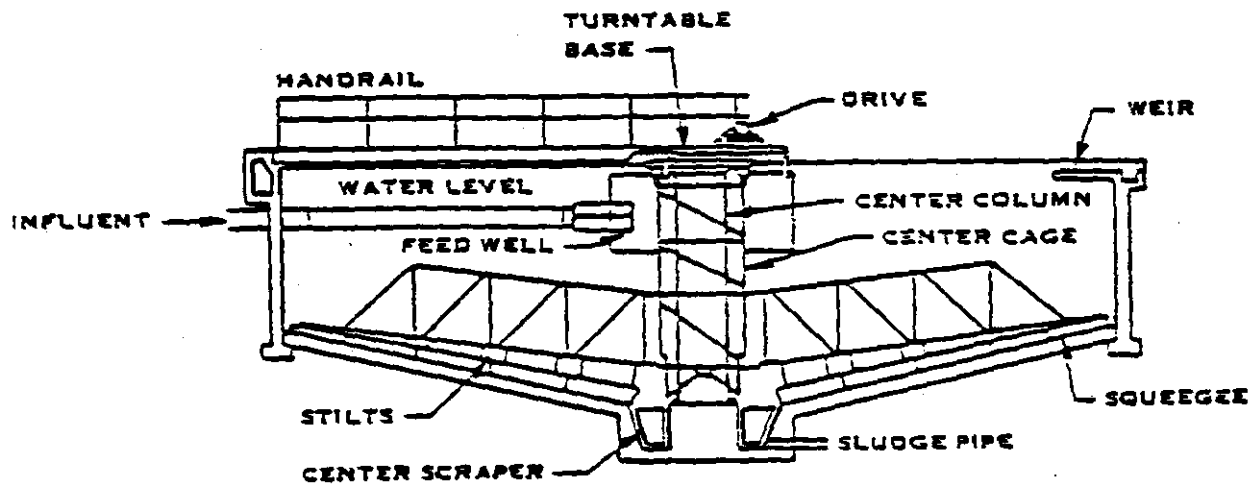 TURNTABLE
BASE
HANDRAIL
DRIVE
WEIR
WATER LEVEL
INFLUENT
CENTER COLUMN
FEED WELL
CENTER CAGE
STILTS
SQUEEGEE
CENTER SCRAPER
SLUDGE PIPE